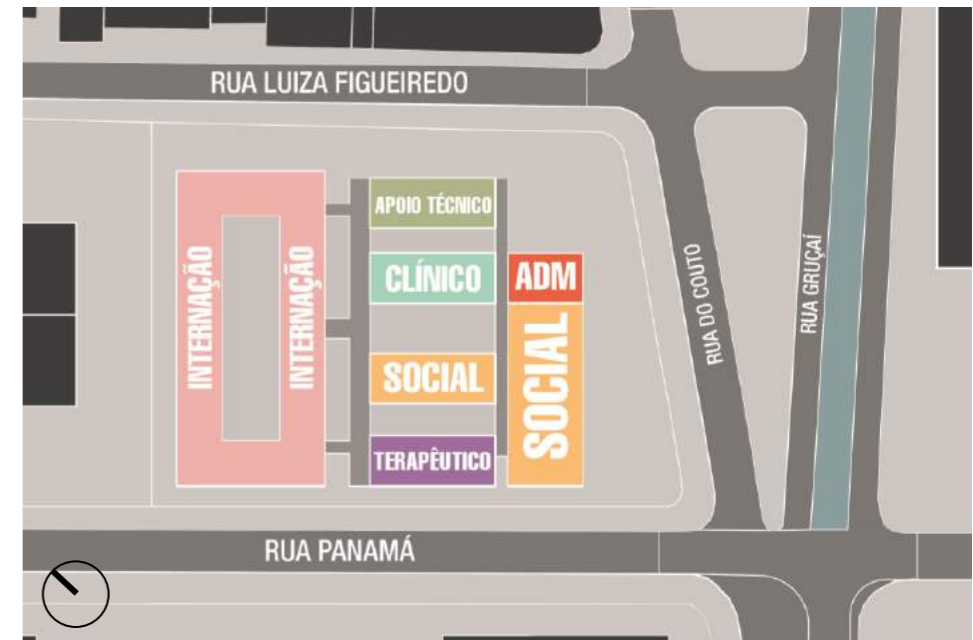 RUA LUIZA FIGUEIREDO
APOIO TÉCNICO
INTERNAÇÃO
INTERNAÇÃO
CLÍNICO
ADM
SOCIAL
SOCIAL
TERAPÊUTICO
RUA DO COUTO
RUA GRUÇAÍ
RUA PANAMÁ